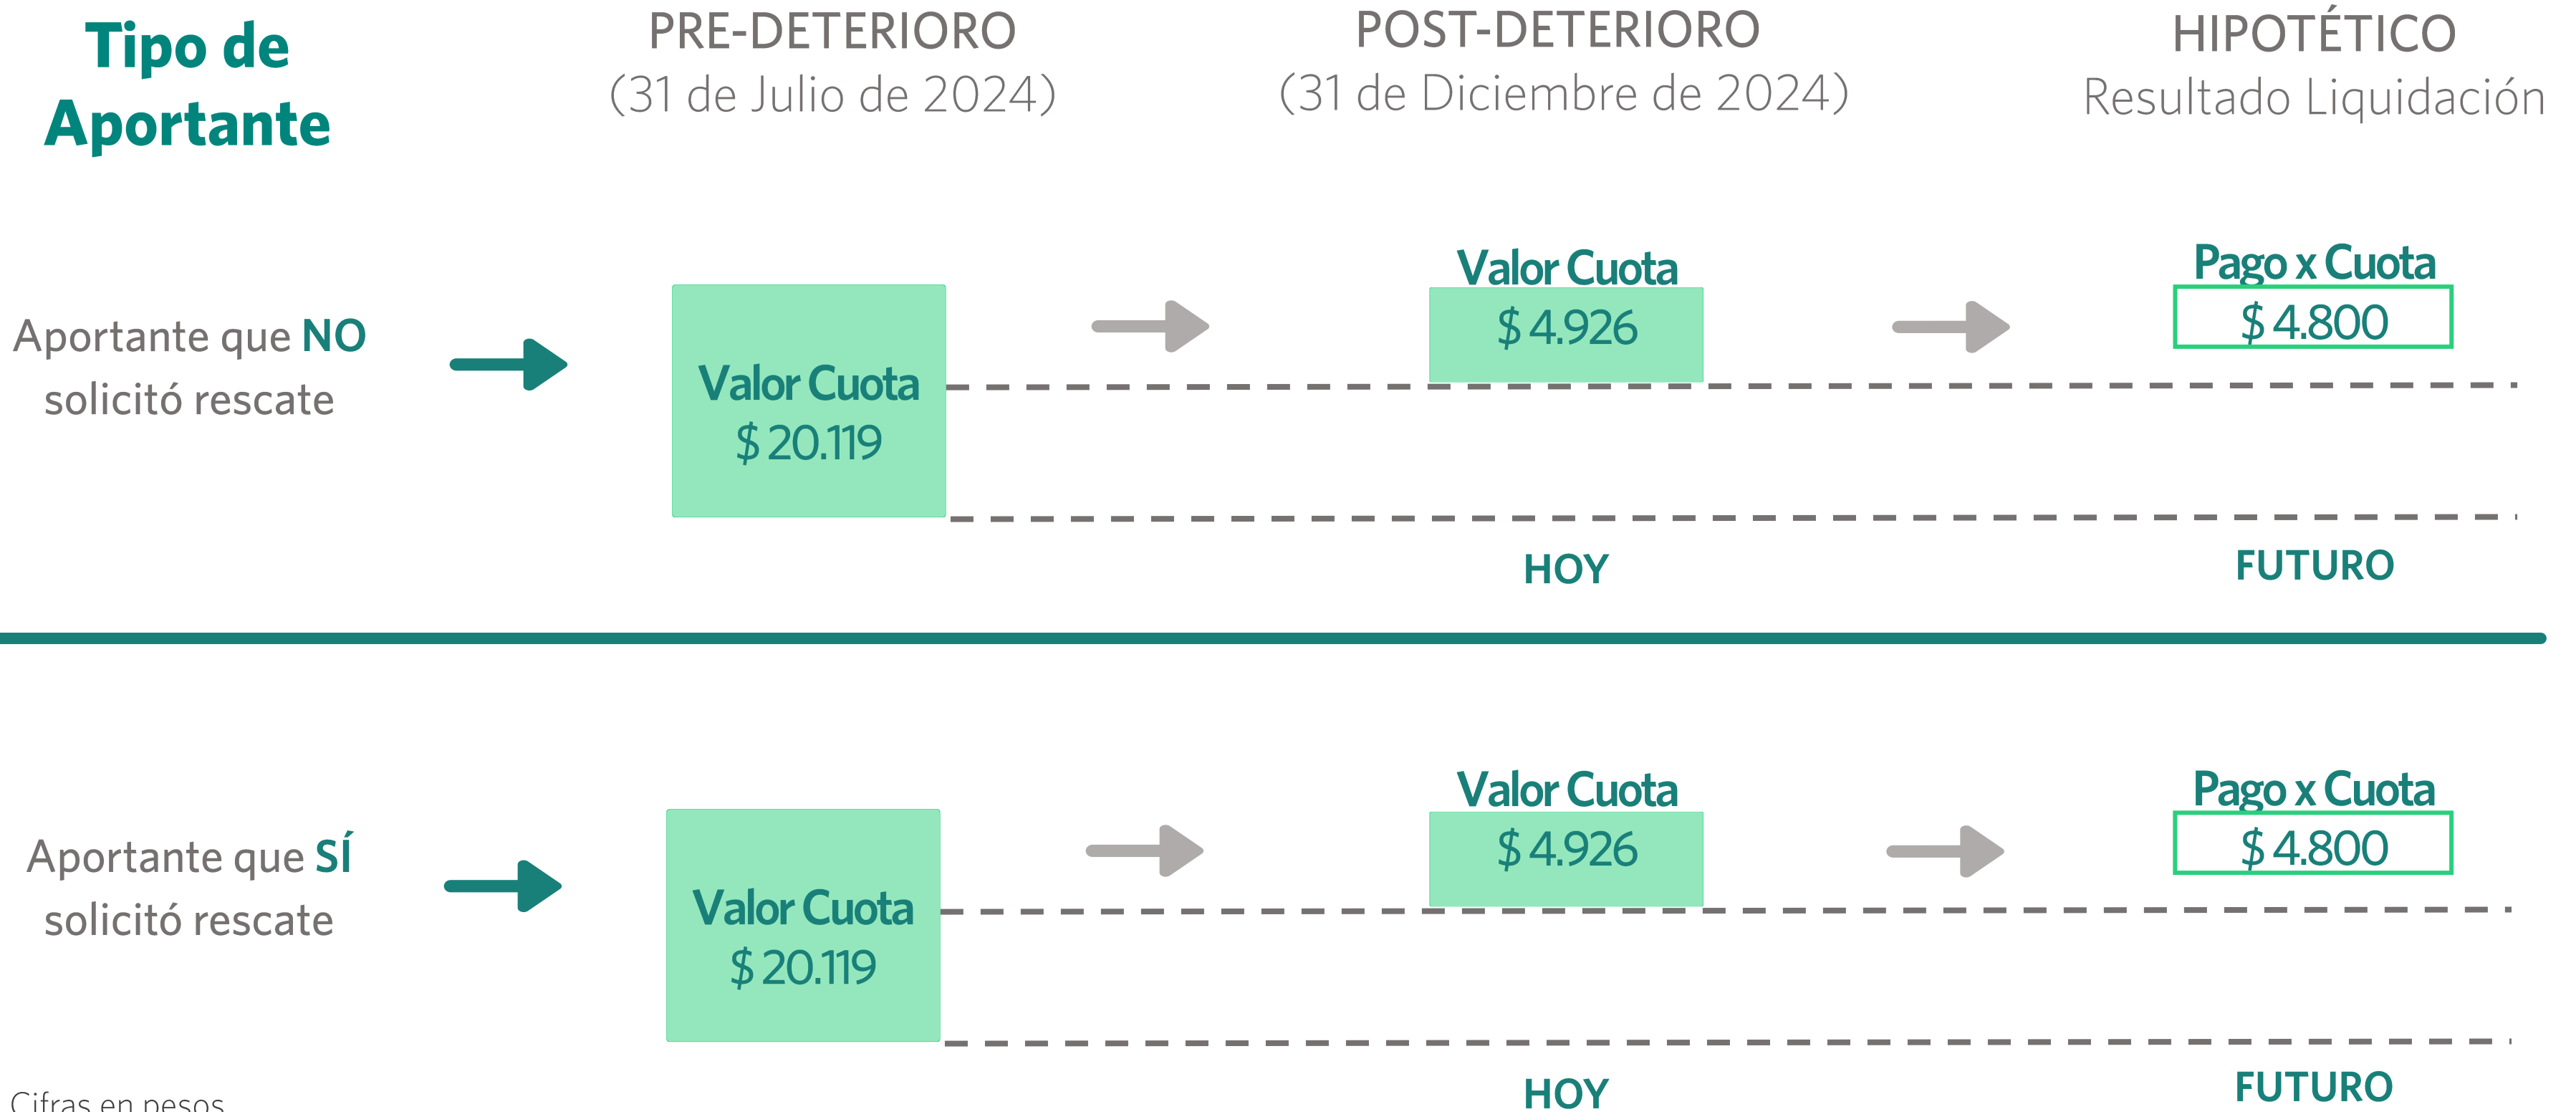 Tipo de
Aportante
PRE-DETERIORO
(31 de Julio de 2024)
POST-DETERIORO
(31 de Diciembre de 2024)
HIPOTÉTICO
Resultado Liquidación
Aportante que NO
solicitó rescate
Valor Cuota
$ 20.119
Valor Cuota
$ 4.926
Pago x Cuota
$ 4.800
HOY
FUTURO
Aportante que SÍ
solicitó rescate
Valor Cuota
$ 20.119
Valor Cuota
$ 4.926
Pago x Cuota
$ 4.800
HOY
FUTURO
Cifras en pesos